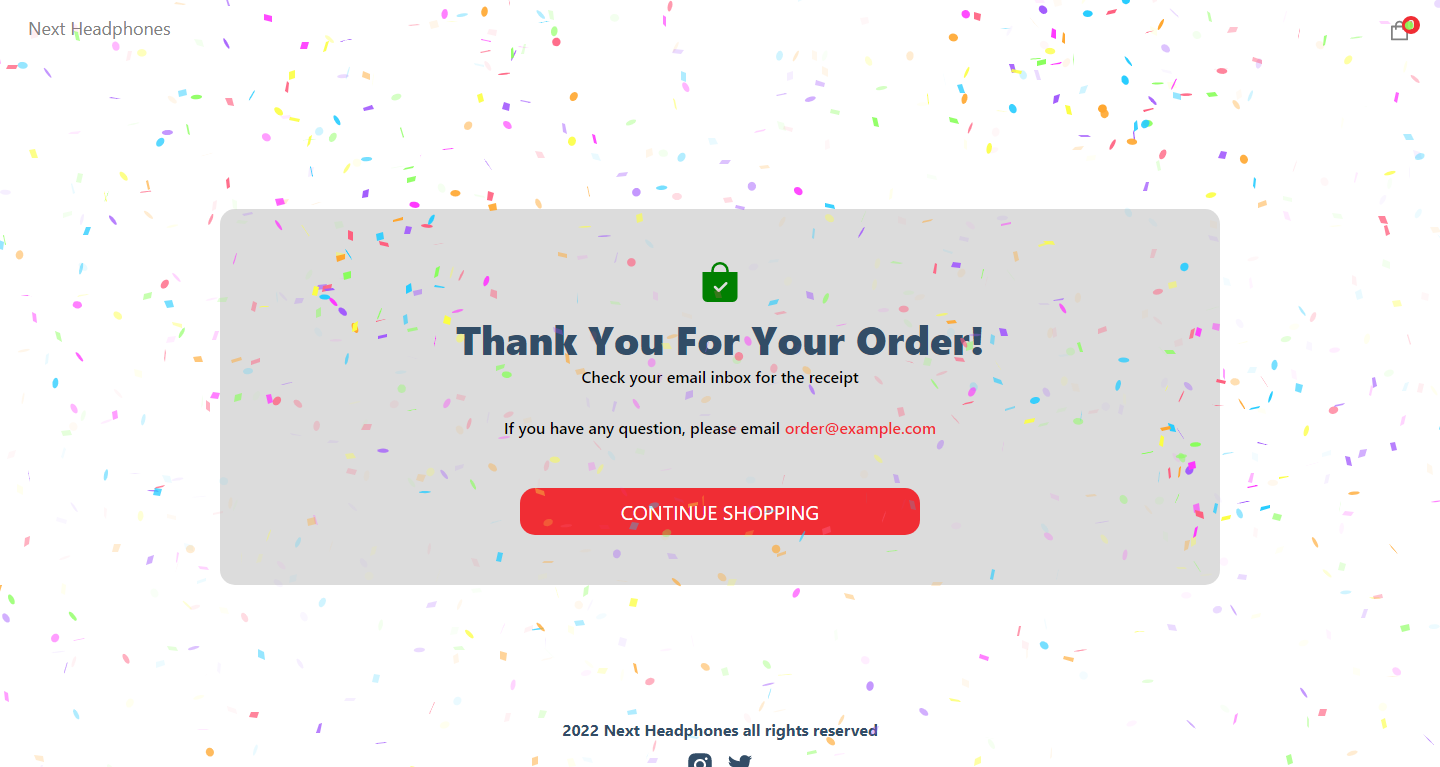 Next Headphones
Thank You For Your Order!
Check your email inbox for the receipt
If you have any question, please email order@example.com
CONTINUE SHOPPING
2022 Next Headphones all rights reserved